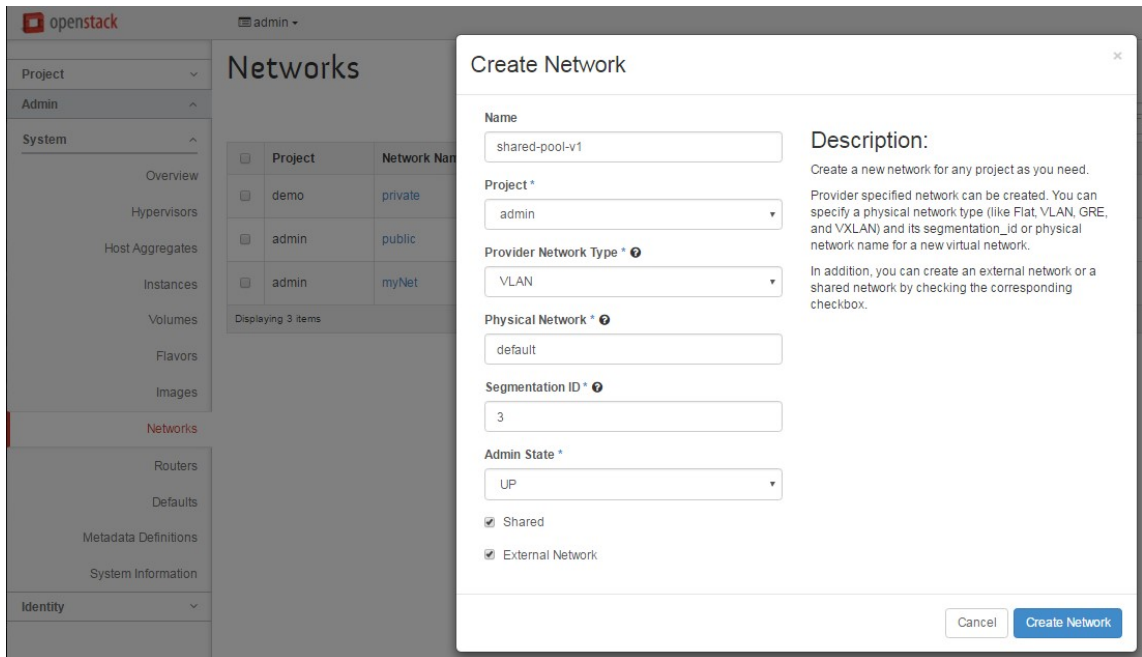 openstack
admin
Project
Admin
System
Overview
Hypervisors
Host Aggregates
Instances
Volumes
Flavors
Images
Networks
Routers
Defaults
Metadata Definitions
System Information
Identity
Networks
Project
Network Nam
demo
private
admin
public
admin
myNet
Displaying 3 items
Create Network
×
Name
shared-pool-v1
Project *
admin
Provider Network Type * ?
VLAN
Physical Network * ?
default
Segmentation ID * ?
3
Admin State *
UP
Shared
External Network
Description:
Create a new network for any project as you need.
Provider specified network can be created. You can
specify a physical network type (like Flat, VLAN, GRE,
and VXLAN) and its segmentation_id or physical
network name for a new virtual network.
In addition, you can create an external network or a
shared network by checking the corresponding
checkbox.
Cancel
Create Network